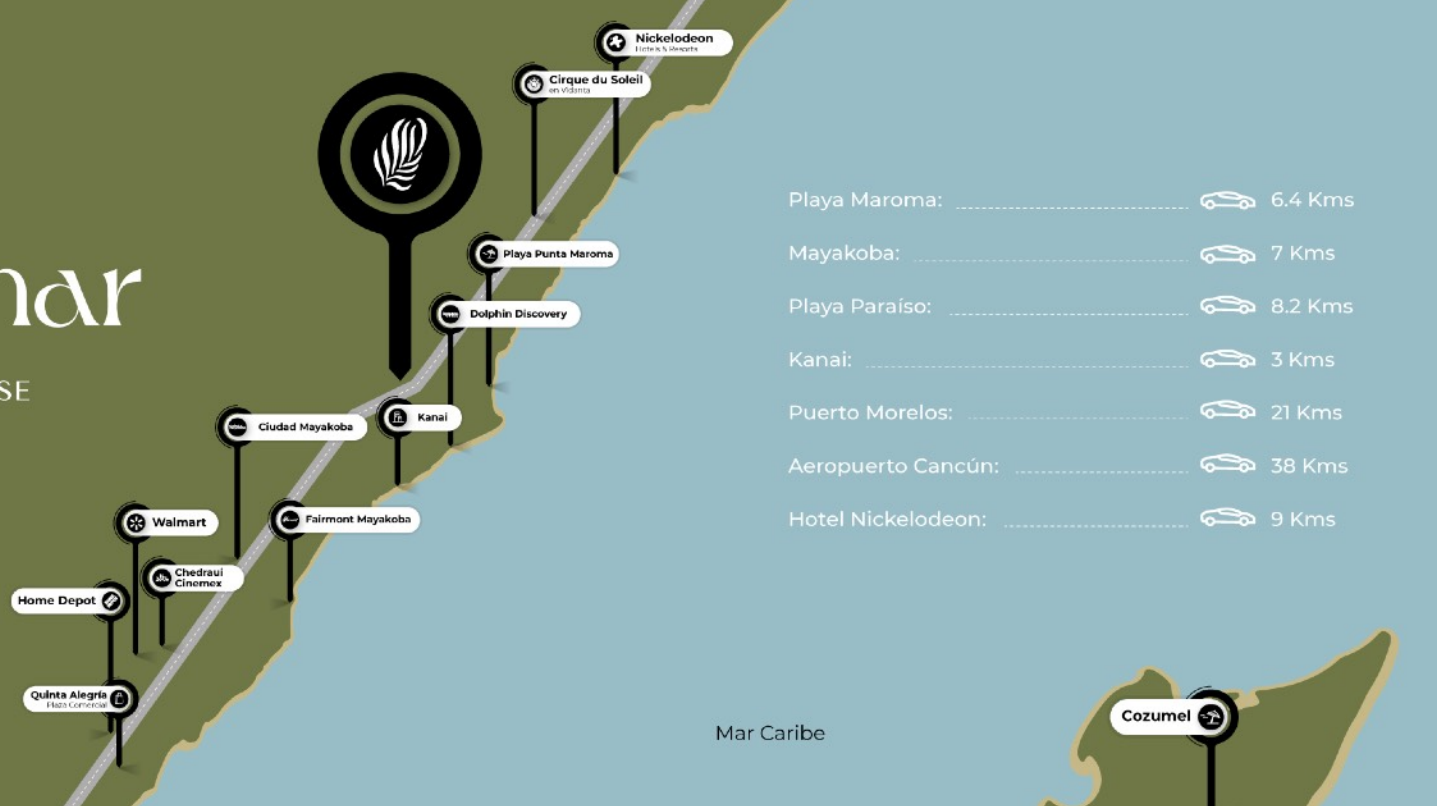 Nickelodeon
Hotels & Resorts
Cirque du Soleil
en Vidanta
Playa Punta Maroma
Dolphin Discovery
nar
SE
Kanai
Ciudad Mayakoba
Walmart
Fairmont Mayakoba
Chedraui
Cinemex
Home Depot
Quinta Alegría
Plaza Comercial
Playa Maroma: 6.4 Kms
Mayakoba: 7 Kms
Playa Paraíso: 8.2 Kms
Kanai: 3 Kms
Puerto Morelos: 21 Kms
Aeropuerto Cancún: 38 Kms
Hotel Nickelodeon: 9 Kms
Cozumel
Mar Caribe